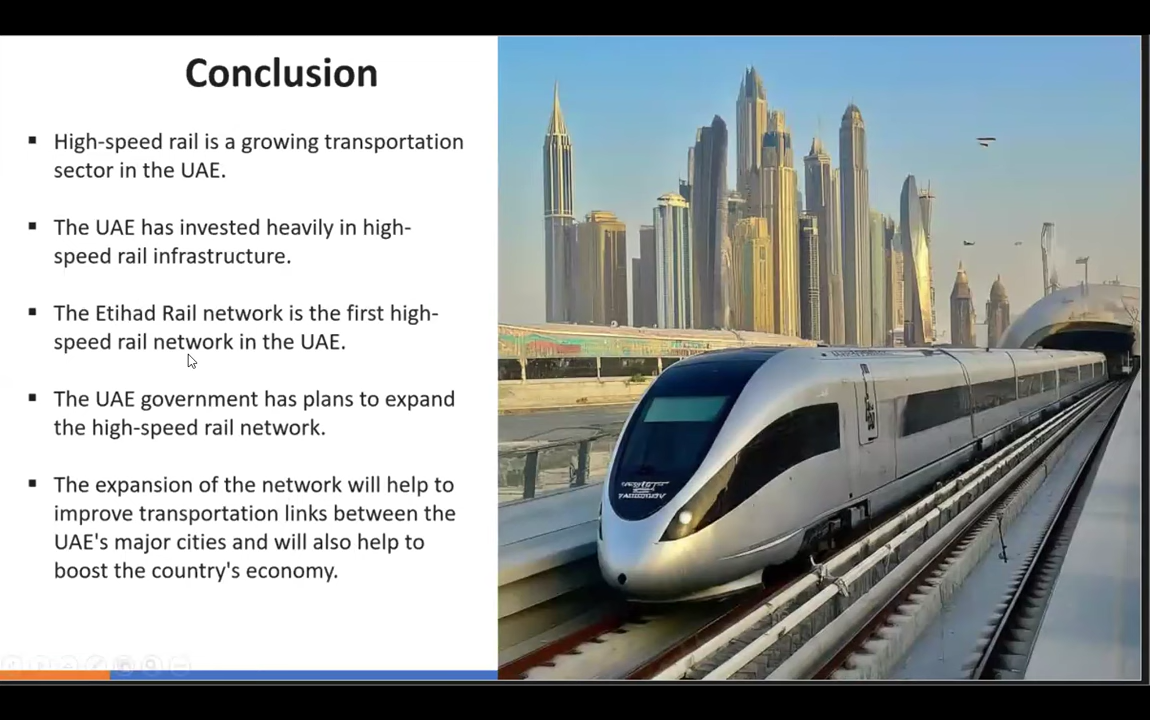 Conclusion
High-speed rail is a growing transportation
sector in the UAE.
The UAE has invested heavily in high-
speed rail infrastructure.
The Etihad Rail network is the first high-
speed rail network in the UAE.
The UAE government has plans to expand
the high-speed rail network.
The expansion of the network will help to
improve transportation links between the
UAE's major cities and will also help to
boost the country's economy.